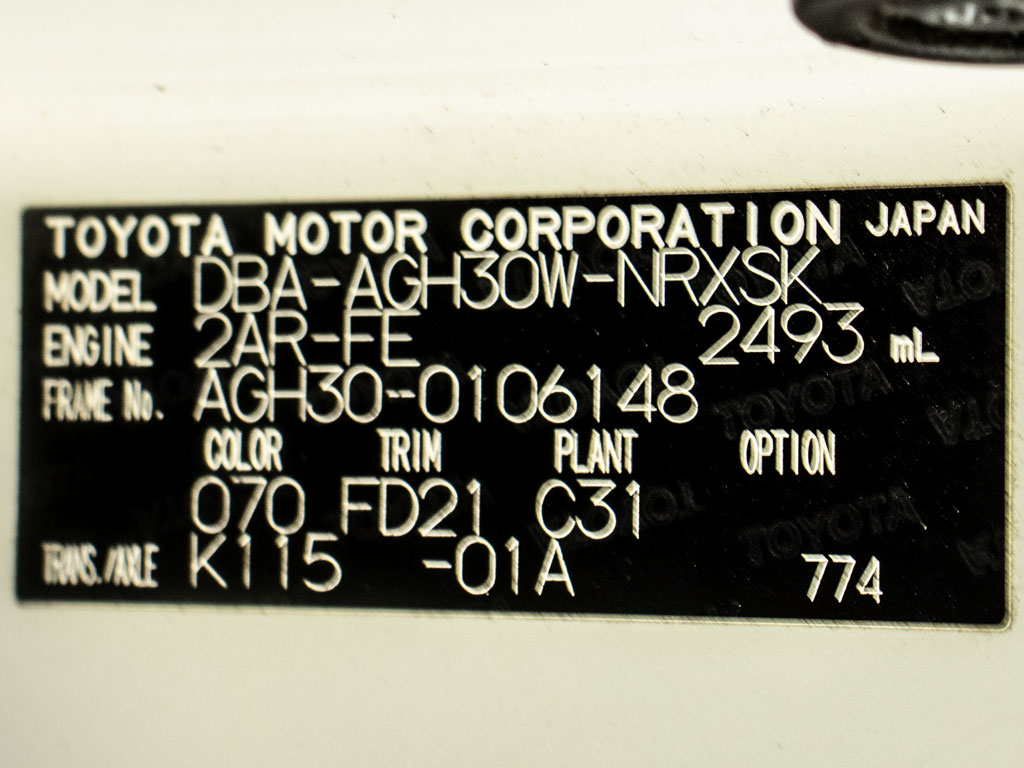 TOYOTA MOTOR CORPORATION JAPAN
MODEL DBA-AGH30W-NRXSK
ENGINE 2AR-FE 2493 mL
FRAME No. AGH30-0106148
COLOR TRIM PLANT OPTION
070 FD21 C31
TRANS./AXLE K115 -01A 774